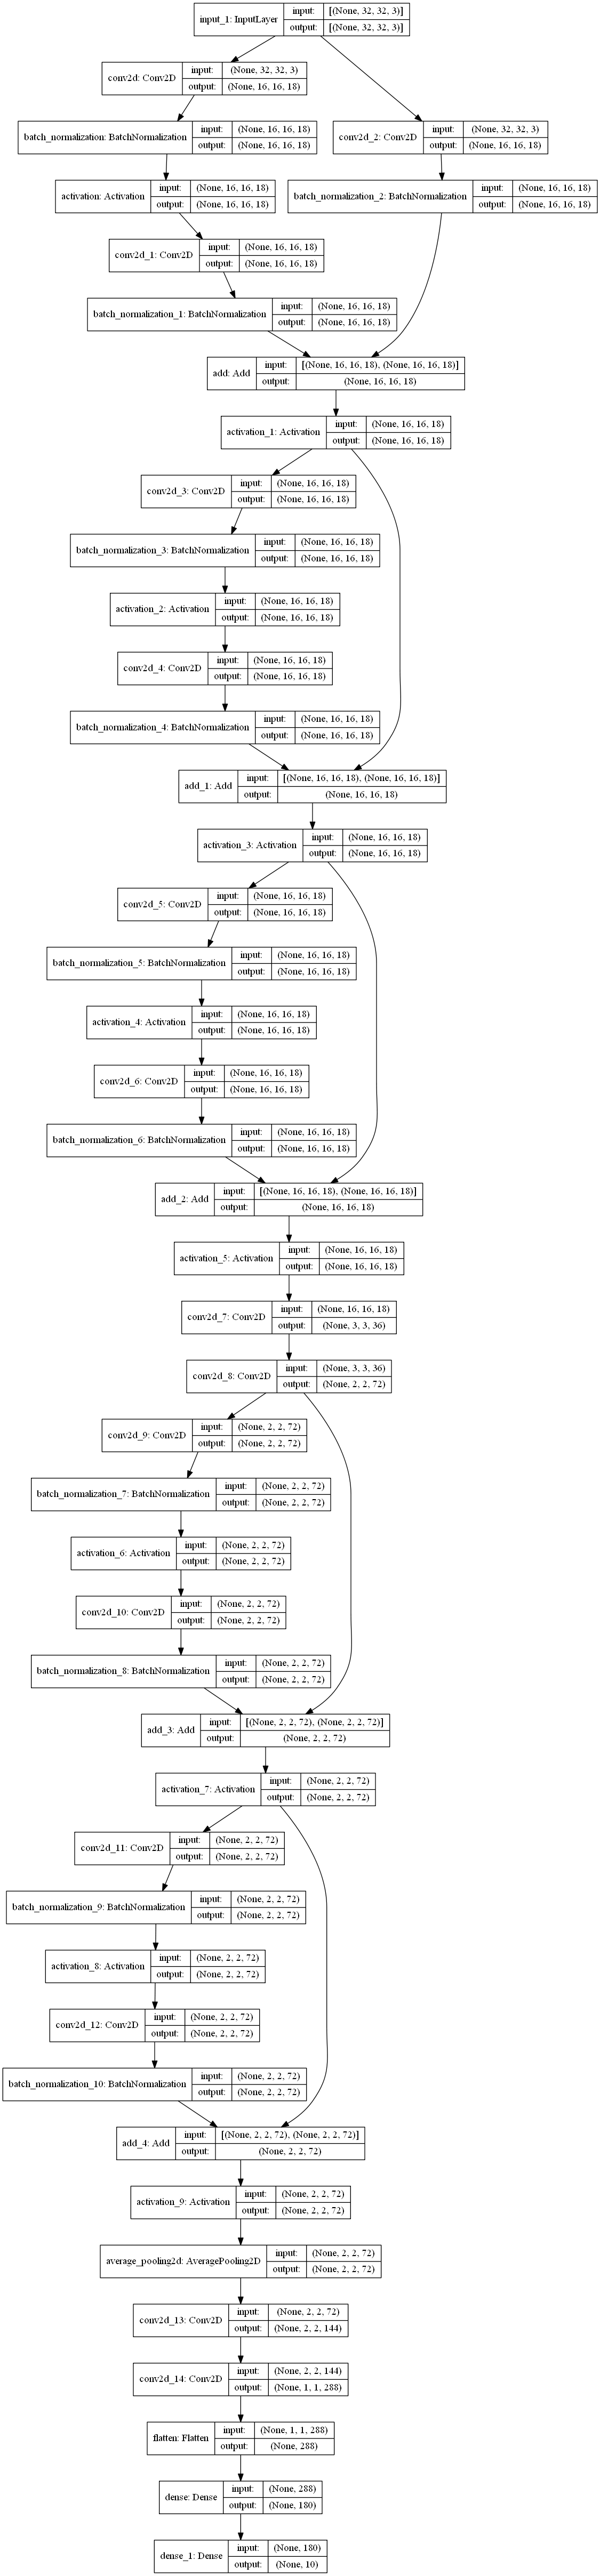 input_1: InputLayer input: [(None, 32, 32, 3)]
output: [(None, 32, 32, 3)]
conv2d: Conv2D input: (None, 32, 32, 3)
output: (None, 16, 16, 18)
batch_normalization: BatchNormalization input: (None, 16, 16, 18)
output: (None, 16, 16, 18)
conv2d_2: Conv2D input: (None, 32, 32, 3)
output: (None, 16, 16, 18)
activation: Activation input: (None, 16, 16, 18)
output: (None, 16, 16, 18)
batch_normalization_2: BatchNormalization input: (None, 16, 16, 18)
output: (None, 16, 16, 18)
conv2d_1: Conv2D input: (None, 16, 16, 18)
output: (None, 16, 16, 18)
batch_normalization_1: BatchNormalization input: (None, 16, 16, 18)
output: (None, 16, 16, 18)
add: Add input: [(None, 16, 16, 18), (None, 16, 16, 18)]
output: (None, 16, 16, 18)
activation_1: Activation input: (None, 16, 16, 18)
output: (None, 16, 16, 18)
conv2d_3: Conv2D input: (None, 16, 16, 18)
output: (None, 16, 16, 18)
batch_normalization_3: BatchNormalization input: (None, 16, 16, 18)
output: (None, 16, 16, 18)
activation_2: Activation input: (None, 16, 16, 18)
output: (None, 16, 16, 18)
conv2d_4: Conv2D input: (None, 16, 16, 18)
output: (None, 16, 16, 18)
batch_normalization_4: BatchNormalization input: (None, 16, 16, 18)
output: (None, 16, 16, 18)
add_1: Add input: [(None, 16, 16, 18), (None, 16, 16, 18)]
output: (None, 16, 16, 18)
activation_3: Activation input: (None, 16, 16, 18)
output: (None, 16, 16, 18)
conv2d_5: Conv2D input: (None, 16, 16, 18)
output: (None, 16, 16, 18)
batch_normalization_5: BatchNormalization input: (None, 16, 16, 18)
output: (None, 16, 16, 18)
activation_4: Activation input: (None, 16, 16, 18)
output: (None, 16, 16, 18)
conv2d_6: Conv2D input: (None, 16, 16, 18)
output: (None, 16, 16, 18)
batch_normalization_6: BatchNormalization input: (None, 16, 16, 18)
output: (None, 16, 16, 18)
add_2: Add input: [(None, 16, 16, 18), (None, 16, 16, 18)]
output: (None, 16, 16, 18)
activation_5: Activation input: (None, 16, 16, 18)
output: (None, 16, 16, 18)
conv2d_7: Conv2D input: (None, 16, 16, 18)
output: (None, 3, 3, 36)
conv2d_8: Conv2D input: (None, 3, 3, 36)
output: (None, 2, 2, 72)
conv2d_9: Conv2D input: (None, 2, 2, 72)
output: (None, 2, 2, 72)
batch_normalization_7: BatchNormalization input: (None, 2, 2, 72)
output: (None, 2, 2, 72)
activation_6: Activation input: (None, 2, 2, 72)
output: (None, 2, 2, 72)
conv2d_10: Conv2D input: (None, 2, 2, 72)
output: (None, 2, 2, 72)
batch_normalization_8: BatchNormalization input: (None, 2, 2, 72)
output: (None, 2, 2, 72)
add_3: Add input: [(None, 2, 2, 72), (None, 2, 2, 72)]
output: (None, 2, 2, 72)
activation_7: Activation input: (None, 2, 2, 72)
output: (None, 2, 2, 72)
conv2d_11: Conv2D input: (None, 2, 2, 72)
output: (None, 2, 2, 72)
batch_normalization_9: BatchNormalization input: (None, 2, 2, 72)
output: (None, 2, 2, 72)
activation_8: Activation input: (None, 2, 2, 72)
output: (None, 2, 2, 72)
conv2d_12: Conv2D input: (None, 2, 2, 72)
output: (None, 2, 2, 72)
batch_normalization_10: BatchNormalization input: (None, 2, 2, 72)
output: (None, 2, 2, 72)
add_4: Add input: [(None, 2, 2, 72), (None, 2, 2, 72)]
output: (None, 2, 2, 72)
activation_9: Activation input: (None, 2, 2, 72)
output: (None, 2, 2, 72)
average_pooling2d: AveragePooling2D input: (None, 2, 2, 72)
output: (None, 2, 2, 72)
conv2d_13: Conv2D input: (None, 2, 2, 72)
output: (None, 2, 2, 144)
conv2d_14: Conv2D input: (None, 2, 2, 144)
output: (None, 1, 1, 288)
flatten: Flatten input: (None, 1, 1, 288)
output: (None, 288)
dense: Dense input: (None, 288)
output: (None, 180)
dense_1: Dense input: (None, 180)
output: (None, 10)